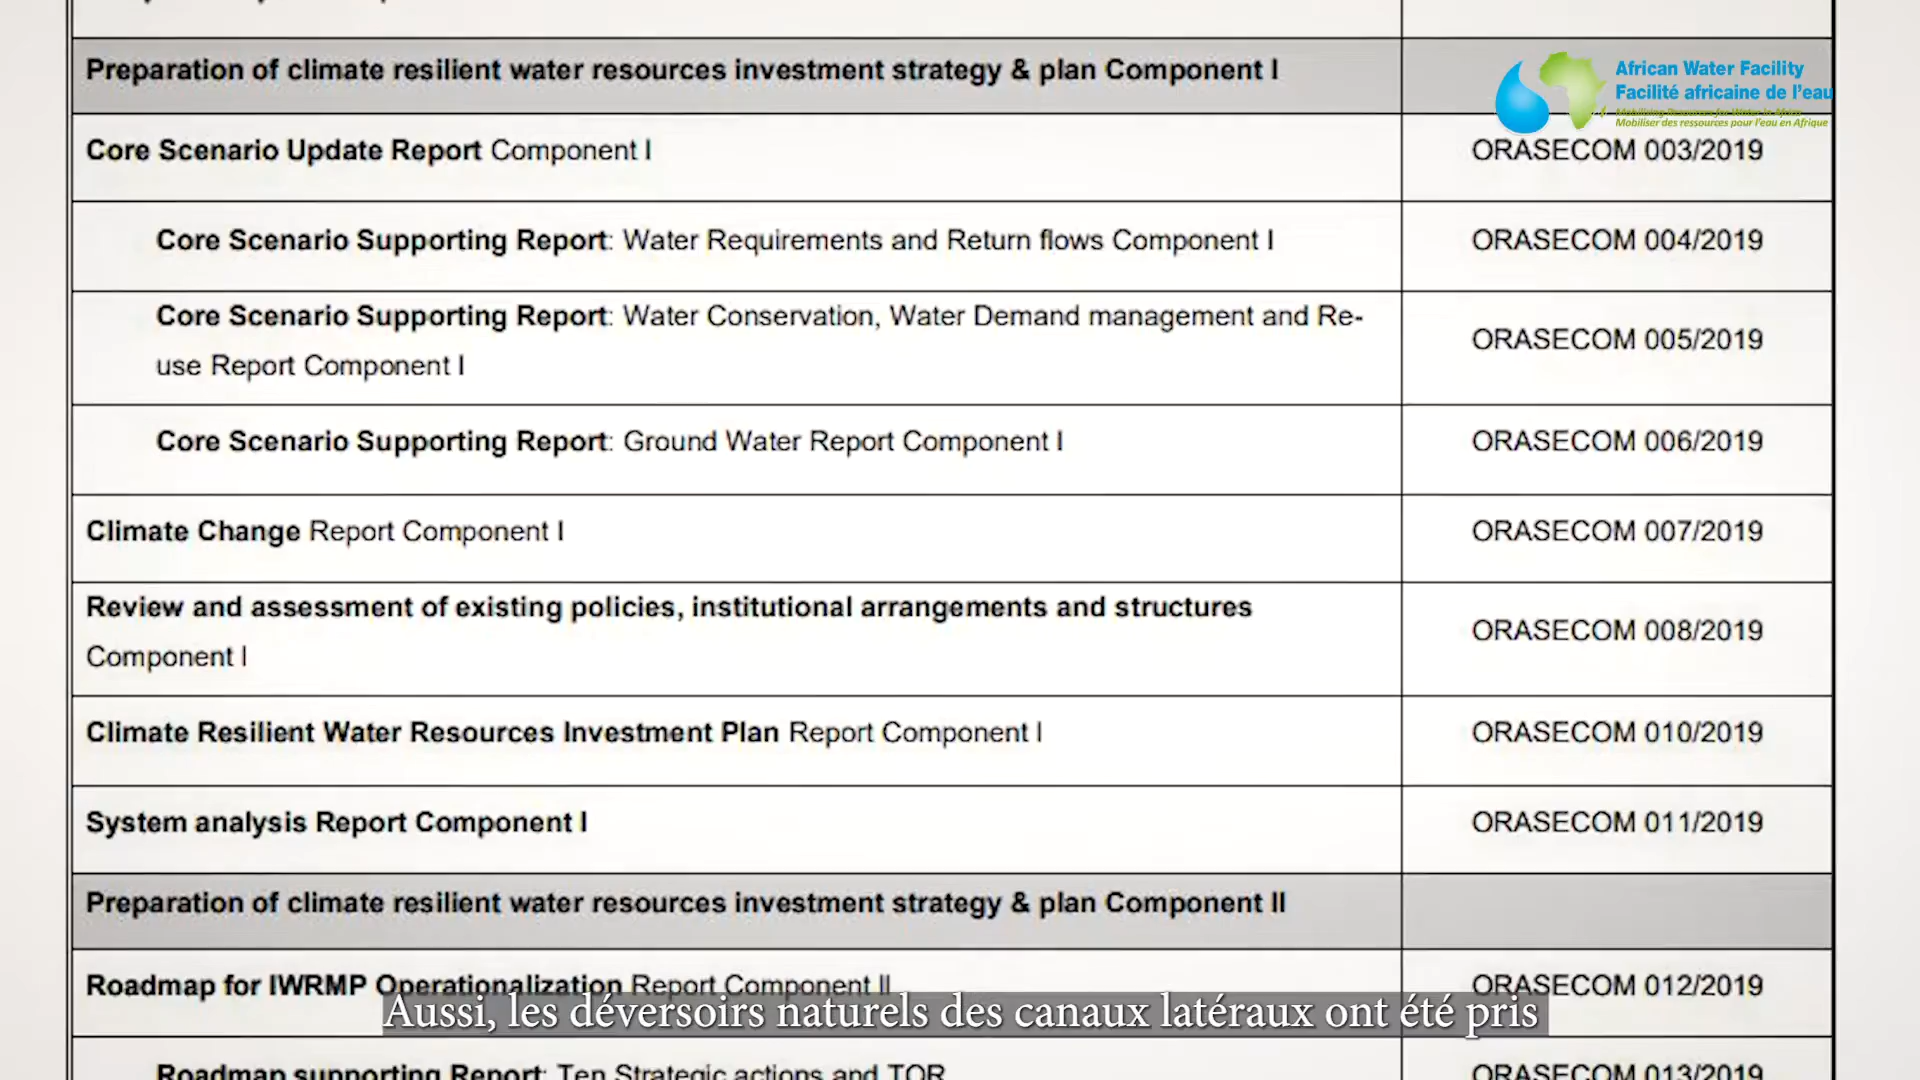 Preparation of climate resilient water resources investment strategy & plan Component I
African Water Facility
Facilité africaine de l'eau
Mobilising Resources for Water in Africa
Mobiliser des ressources pour l'eau en Afrique
Core Scenario Update Report Component I
ORASECOM 003/2019
Core Scenario Supporting Report: Water Requirements and Return flows Component I
ORASECOM 004/2019
Core Scenario Supporting Report: Water Conservation, Water Demand management and Re-
use Report Component I
ORASECOM 005/2019
Core Scenario Supporting Report: Ground Water Report Component I
ORASECOM 006/2019
Climate Change Report Component I
ORASECOM 007/2019
Review and assessment of existing policies, institutional arrangements and structures
Component I
ORASECOM 008/2019
Climate Resilient Water Resources Investment Plan Report Component I
ORASECOM 010/2019
System analysis Report Component I
ORASECOM 011/2019
Preparation of climate resilient water resources investment strategy & plan Component II
Roadmap for IWRMP Operationalization Report Component II
ORASECOM 012/2019
Aussi, les déversoirs naturels des canaux latéraux ont été pris
Roadmap supporting Report: Ten Strategic actions and TOR
ORASECOM 013/2019